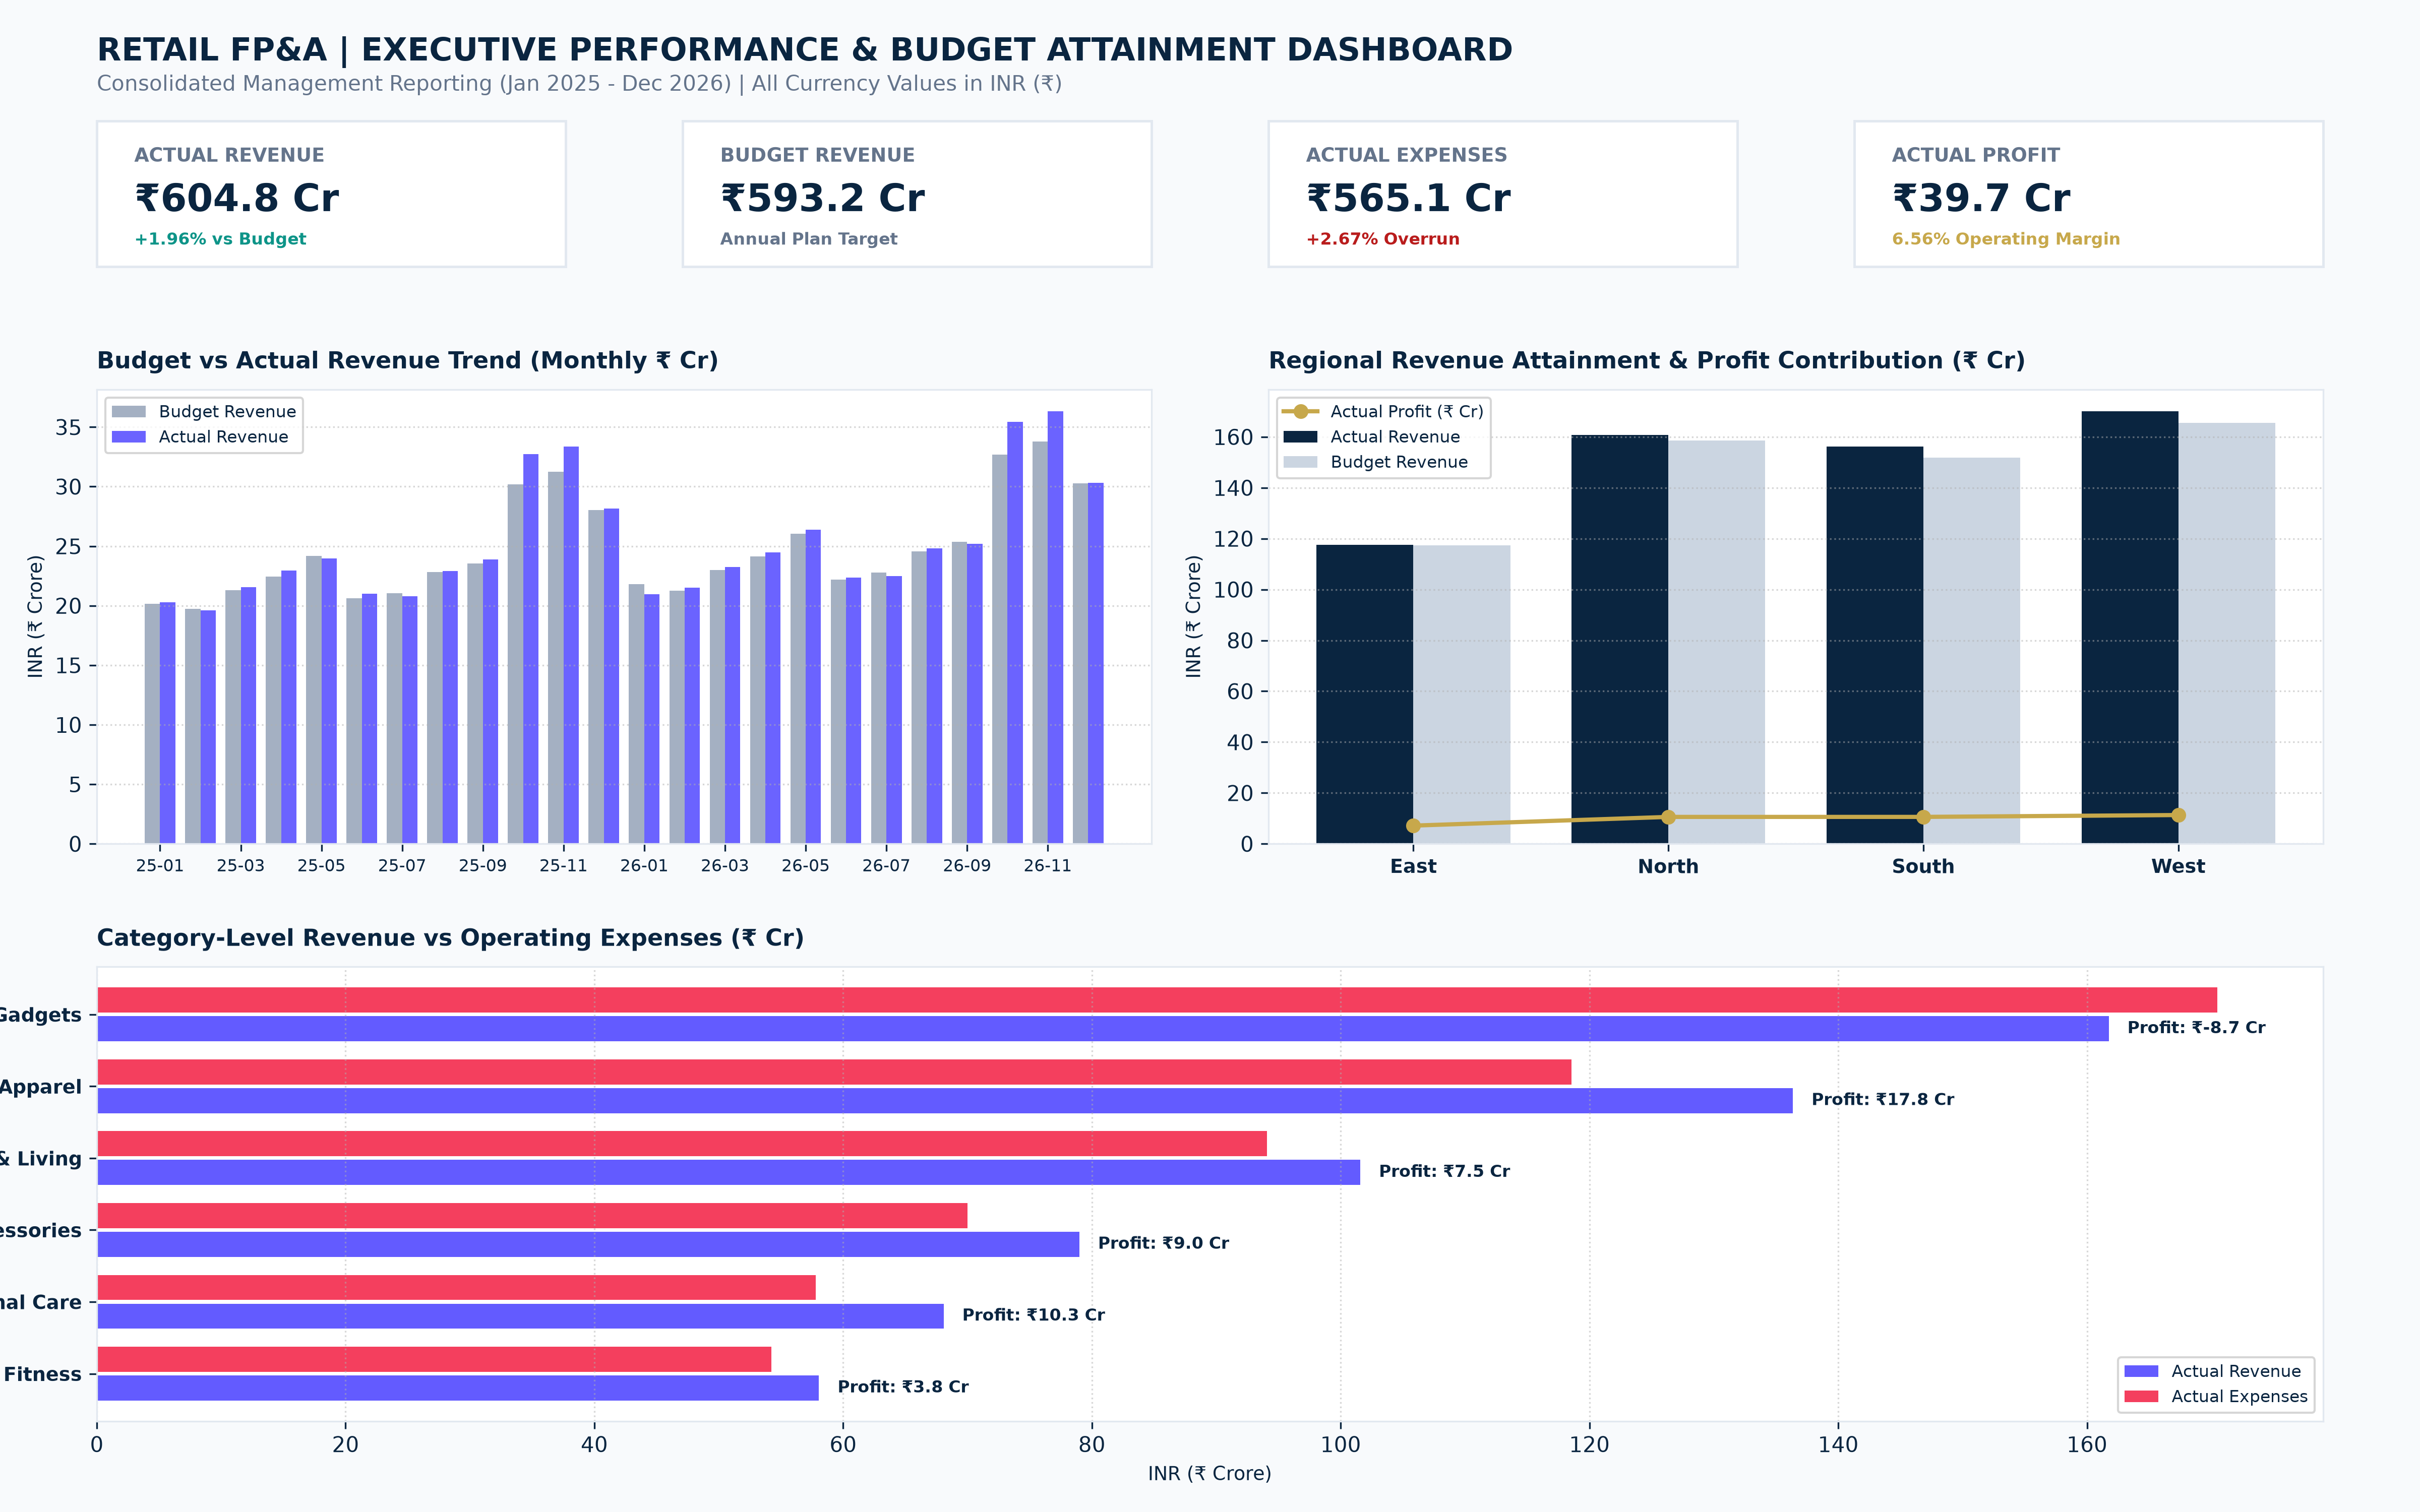 RETAIL FP&A | EXECUTIVE PERFORMANCE & BUDGET ATTAINMENT DASHBOARD
Consolidated Management Reporting (Jan 2025 - Dec 2026) | All Currency Values in INR (₹)
ACTUAL REVENUE
₹604.8 Cr
+1.96% vs Budget
BUDGET REVENUE
₹593.2 Cr
Annual Plan Target
ACTUAL EXPENSES
₹565.1 Cr
+2.67% Overrun
ACTUAL PROFIT
₹39.7 Cr
6.56% Operating Margin
Budget vs Actual Revenue Trend (Monthly ₹ Cr)
Budget Revenue
Actual Revenue
INR (₹ Crore)
35
30
25
20
15
10
5
0
25-01 25-03 25-05 25-07 25-09 25-11 26-01 26-03 26-05 26-07 26-09 26-11
Regional Revenue Attainment & Profit Contribution (₹ Cr)
Actual Profit (₹ Cr)
Actual Revenue
Budget Revenue
INR (₹ Crore)
160
140
120
100
80
60
40
20
0
East North South West
Category-Level Revenue vs Operating Expenses (₹ Cr)
Gadgets
Profit: ₹-8.7 Cr
Apparel
Profit: ₹17.8 Cr
& Living
Profit: ₹7.5 Cr
essories
Profit: ₹9.0 Cr
nal Care
Profit: ₹10.3 Cr
Fitness
Profit: ₹3.8 Cr
Actual Revenue
Actual Expenses
0 20 40 60 80 100 120 140 160
INR (₹ Crore)